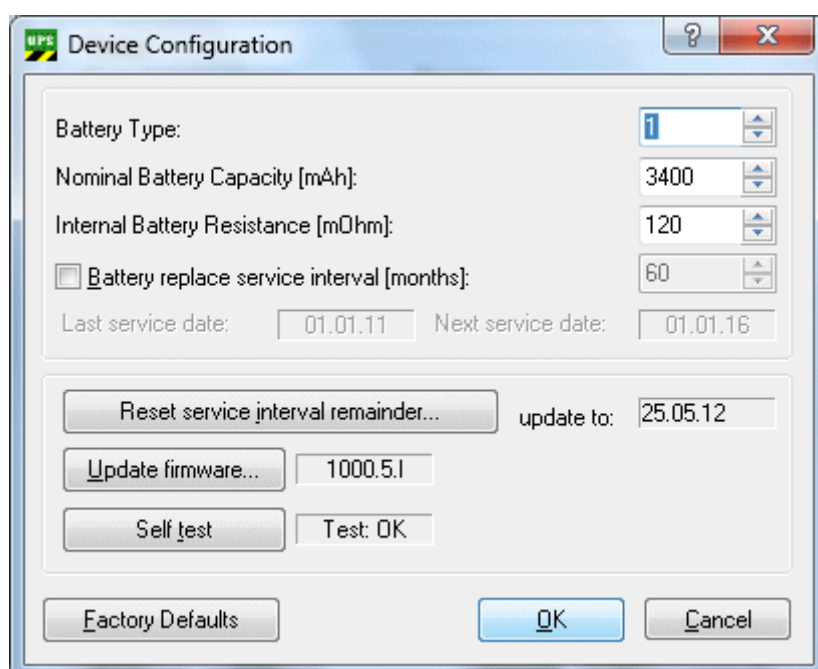 UPS Device Configuration
Battery Type: 1
Nominal Battery Capacity [mAh]: 3400
Internal Battery Resistance [mOhm]: 120
Battery replace service interval [months]: 60
Last service date: 01.01.11 Next service date: 01.01.16
Reset service interval remainder... update to: 25.05.12
Update firmware... 1000.5.I
Self test Test: OK
Factory Defaults OK Cancel